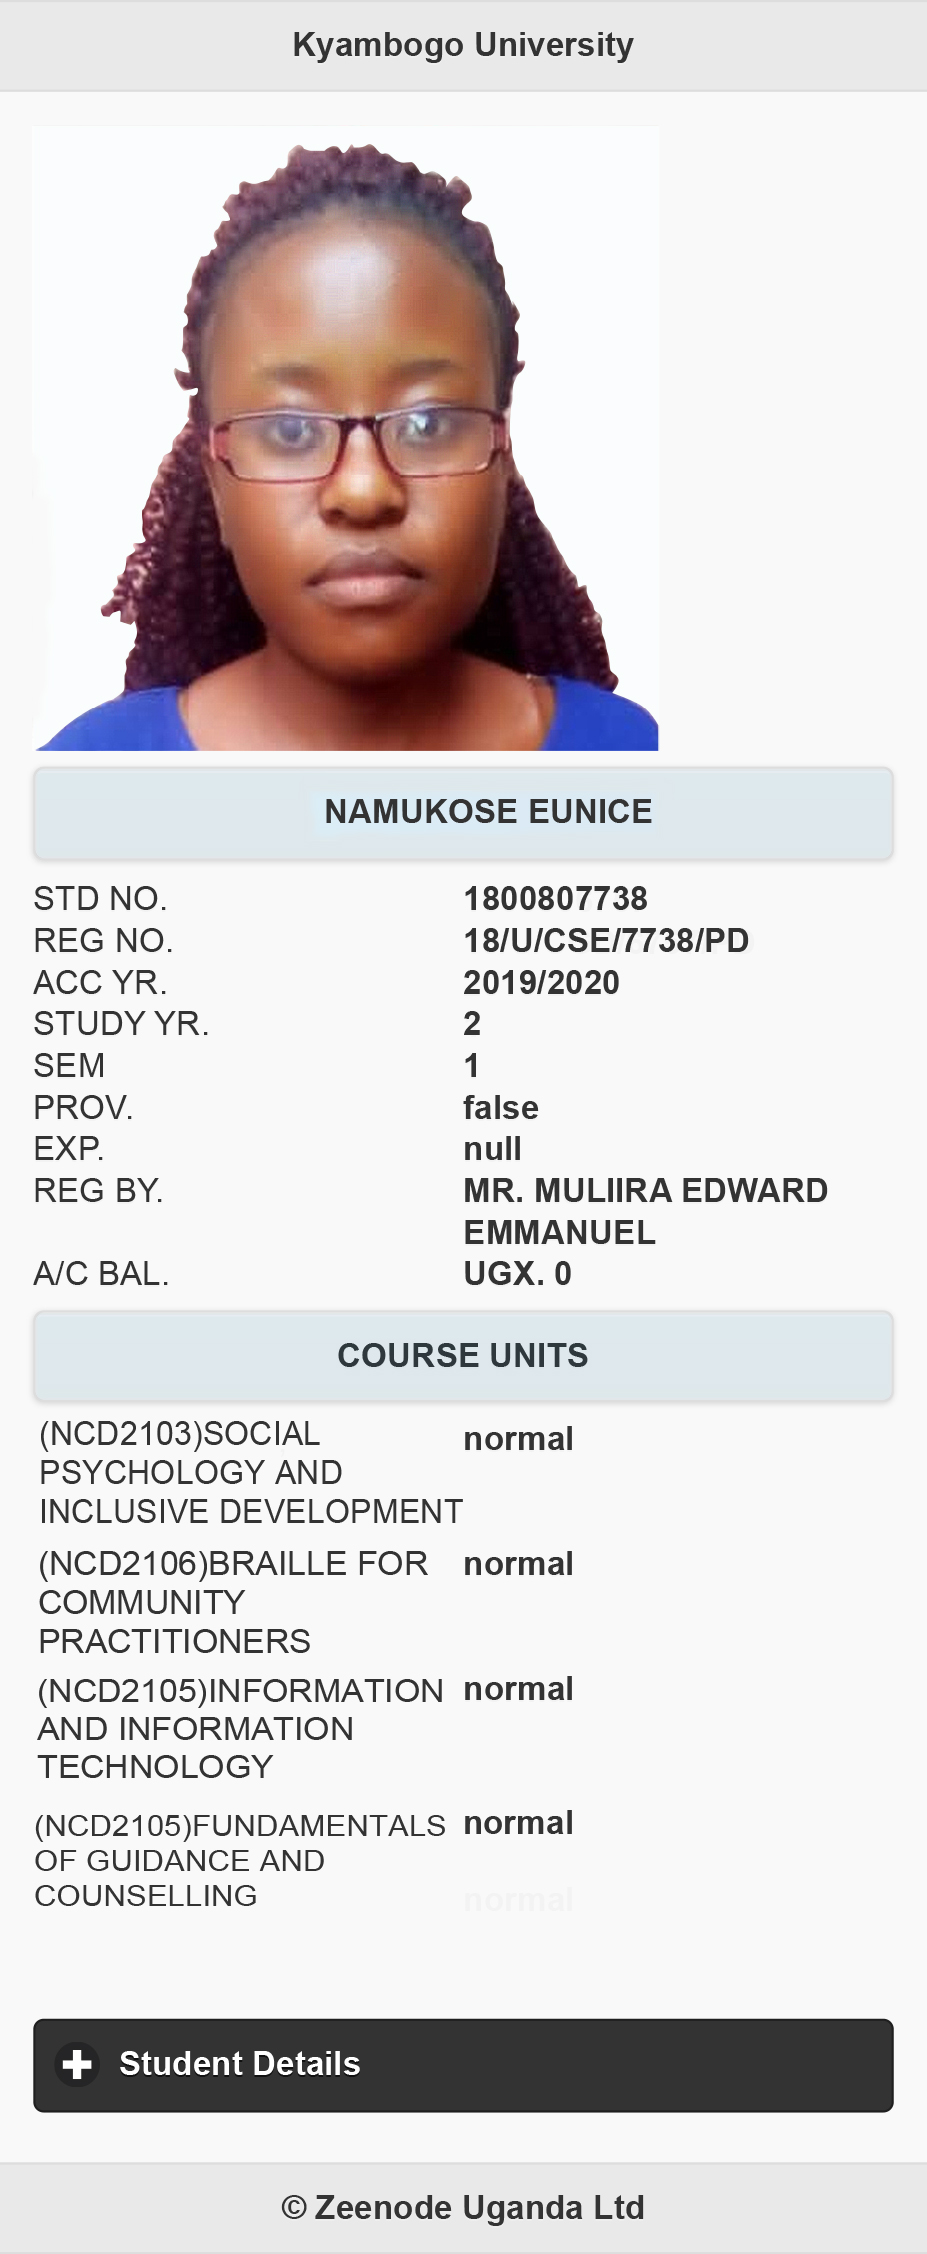 Kyambogo University
NAMUKOSE EUNICE
STD NO. 1800807738
REG NO. 18/U/CSE/7738/PD
ACC YR. 2019/2020
STUDY YR. 2
SEM 1
PROV. false
EXP. null
REG BY. MR. MULIIRA EDWARD
EMMANUEL
A/C BAL. UGX. 0
COURSE UNITS
(NCD2103)SOCIAL normal
PSYCHOLOGY AND
INCLUSIVE DEVELOPMENT
(NCD2106)BRAILLE FOR normal
COMMUNITY
PRACTITIONERS
(NCD2105)INFORMATION normal
AND INFORMATION
TECHNOLOGY
(NCD2105)FUNDAMENTALS normal
OF GUIDANCE AND
COUNSELLING normal
Student Details
© Zeenode Uganda Ltd